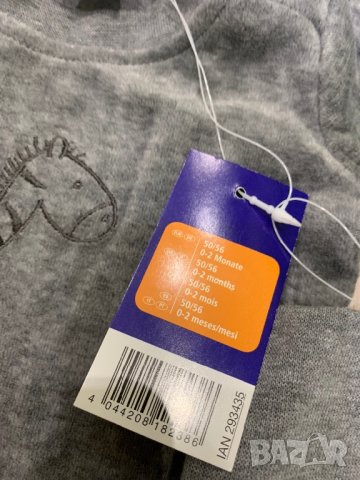 50/56
0-2 Monate
50/56
0-2 months
50/56
0-2 mois
50/56
0-2 meses/mesi
4 044208 182386
IAN 293435
BAZAR